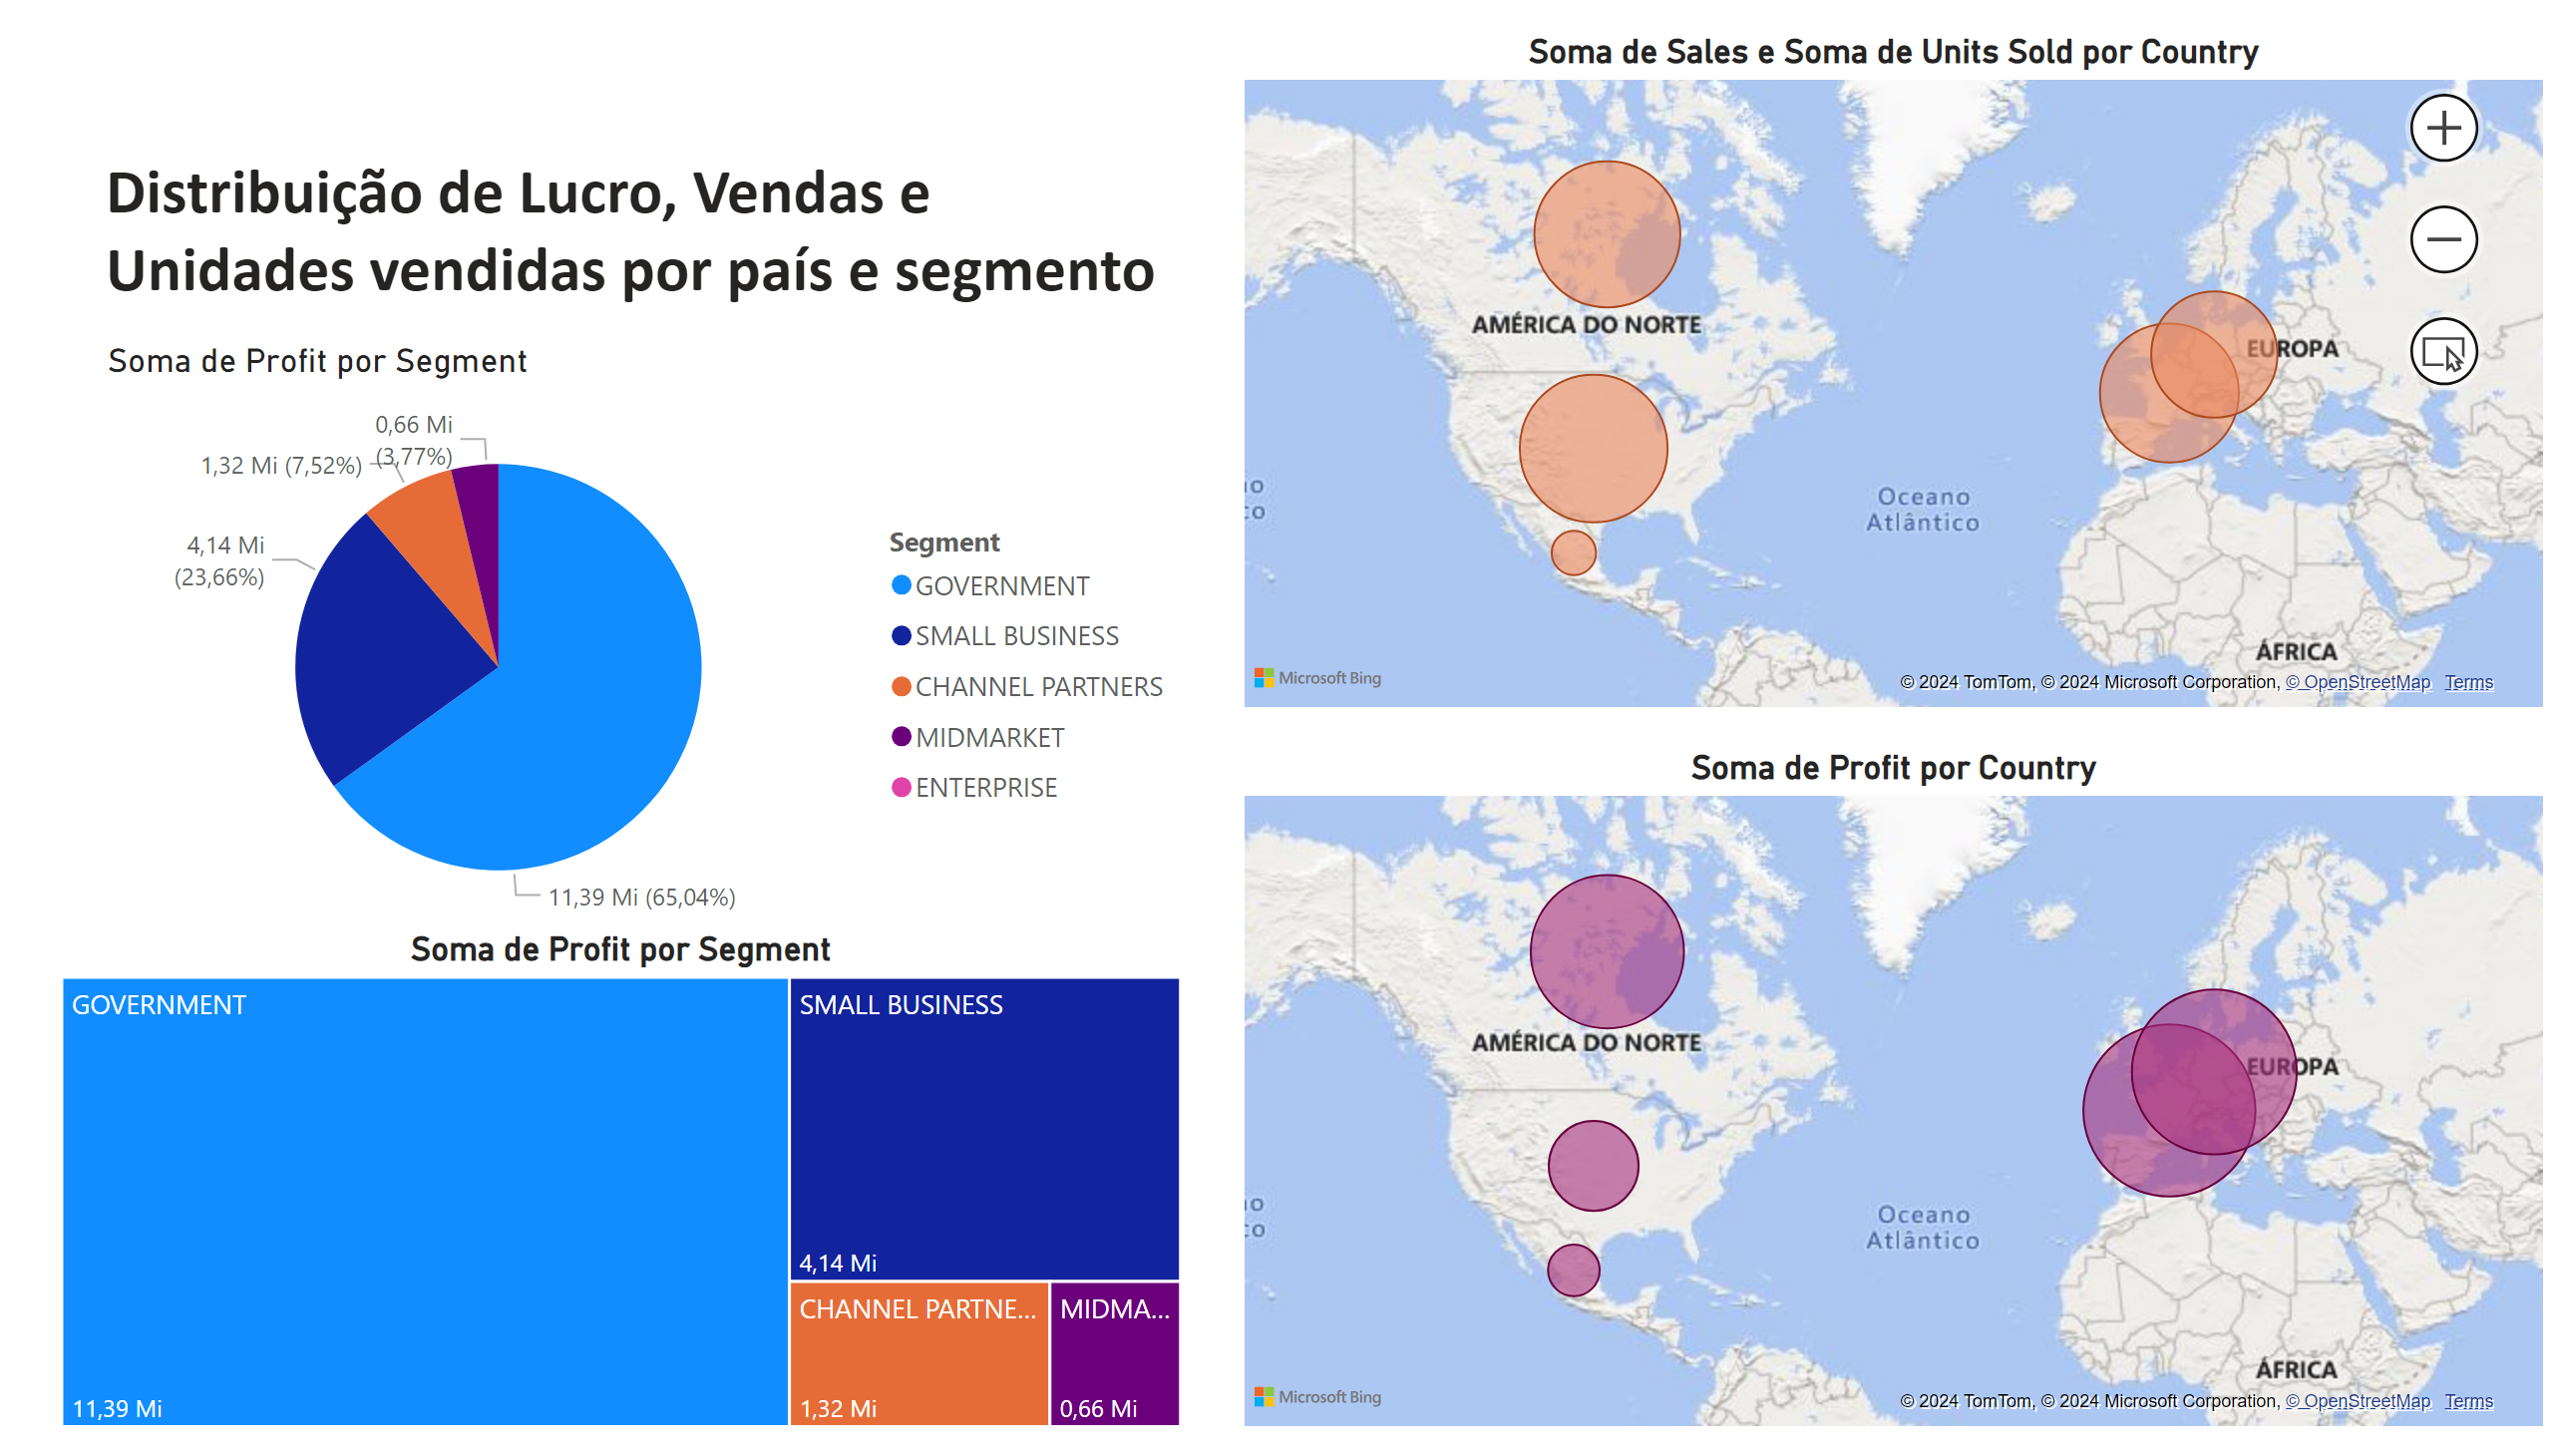 Distribuição de Lucro, Vendas e
Unidades vendidas por país e segmento
Soma de Profit por Segment
0,66 Mi
(3,77%)
1,32 Mi (7,52%)
4,14 Mi
(23,66%)
11,39 Mi (65,04%)
Segment
GOVERNMENT
SMALL BUSINESS
CHANNEL PARTNERS
MIDMARKET
ENTERPRISE
Soma de Profit por Segment
GOVERNMENT
11,39 Mi
SMALL BUSINESS
4,14 Mi
CHANNEL PARTNE...
1,32 Mi
MIDMA...
0,66 Mi
Soma de Sales e Soma de Units Sold por Country
AMÉRICA DO NORTE
EUROPA
Oceano
Atlântico
ÁFRICA
Microsoft Bing
© 2024 TomTom, © 2024 Microsoft Corporation, © OpenStreetMap Terms
Soma de Profit por Country
AMÉRICA DO NORTE
EUROPA
Oceano
Atlântico
ÁFRICA
Microsoft Bing
© 2024 TomTom, © 2024 Microsoft Corporation, © OpenStreetMap Terms